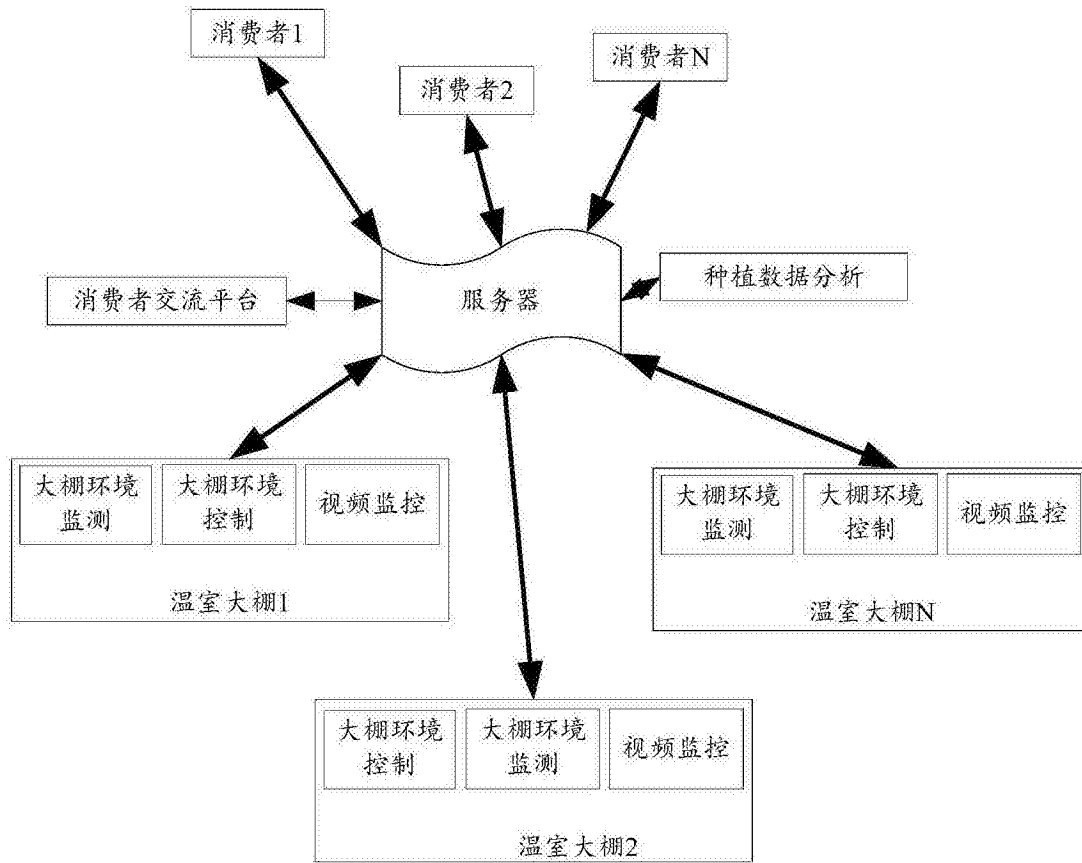 消费者1
消费者2
消费者N
消费者交流平台
服务器
种植数据分析
大棚环境
监测
大棚环境
控制
视频监控
温室大棚1
大棚环境
监测
大棚环境
控制
视频监控
温室大棚N
大棚环境
控制
大棚环境
监测
视频监控
温室大棚2